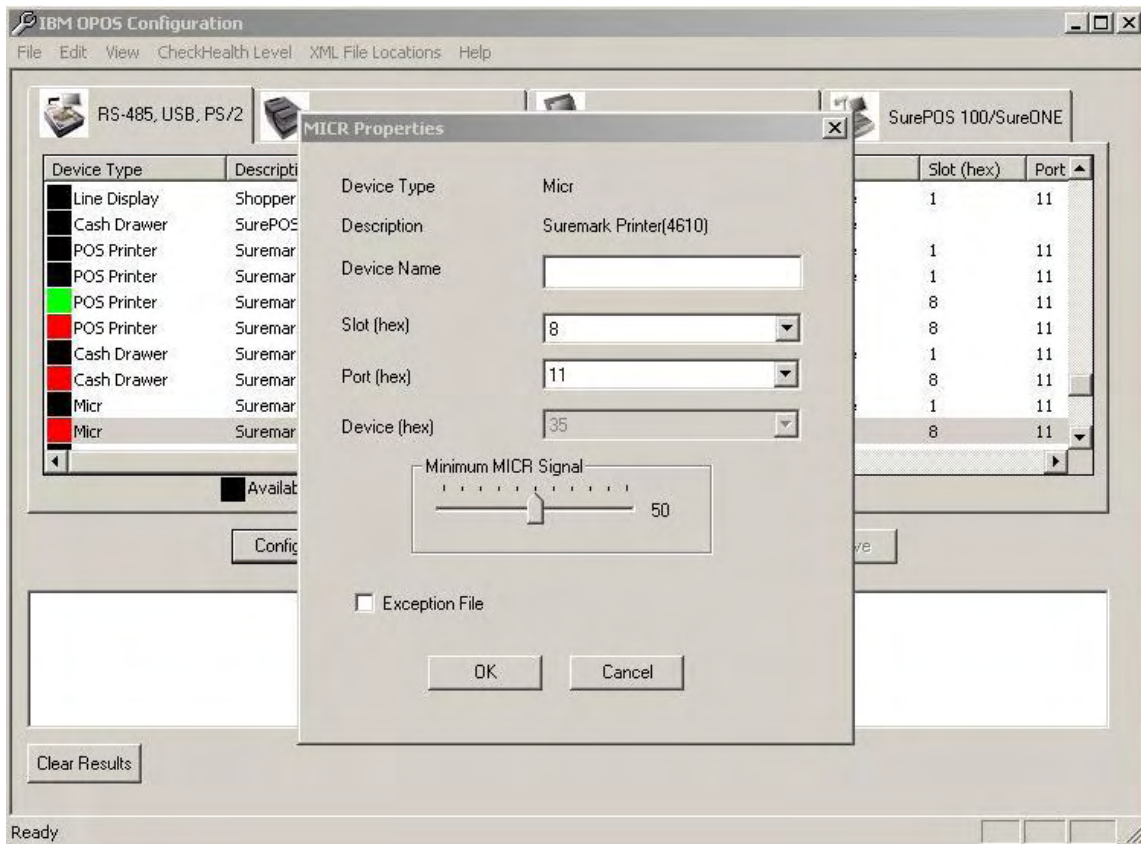 IBM OPOS Configuration
File Edit View CheckHealth Level XML File Locations Help
RS-485, USB, PS/2 SurePOS 100/SureONE
MICR Properties
Device Type Descripti Slot (hex) Port
Line Display Shopper 1 11
Cash Drawer SurePOS
POS Printer Suremar 1 11
POS Printer Suremar 1 11
POS Printer Suremar 8 11
POS Printer Suremar 8 11
Cash Drawer Suremar 1 11
Cash Drawer Suremar 8 11
Micr Suremar 1 11
Micr Suremar 8 11
Availab
Config ve
Device Type Micr
Description Suremark Printer(4610)
Device Name
Slot (hex) 8
Port (hex) 11
Device (hex) 35
Minimum MICR Signal
50
Exception File
OK Cancel
Clear Results
Ready